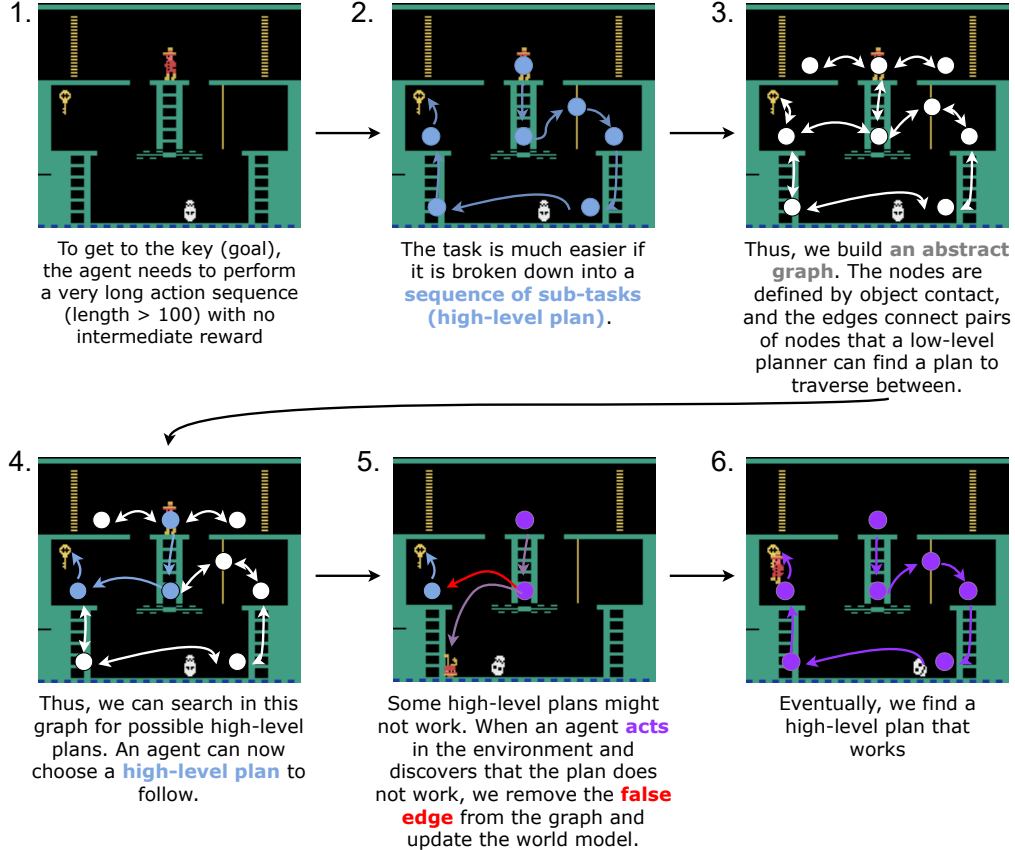 1.
To get to the key (goal),
the agent needs to perform
a very long action sequence
(length > 100) with no
intermediate reward
2.
The task is much easier if
it is broken down into a
sequence of sub-tasks
(high-level plan).
3.
Thus, we build an abstract
graph. The nodes are
defined by object contact,
and the edges connect pairs
of nodes that a low-level
planner can find a plan to
traverse between.
4.
Thus, we can search in this
graph for possible high-level
plans. An agent can now
choose a high-level plan to
follow.
5.
Some high-level plans might
not work. When an agent acts
in the environment and
discovers that the plan does
not work, we remove the false
edge from the graph and
update the world model.
6.
Eventually, we find a
high-level plan that
works